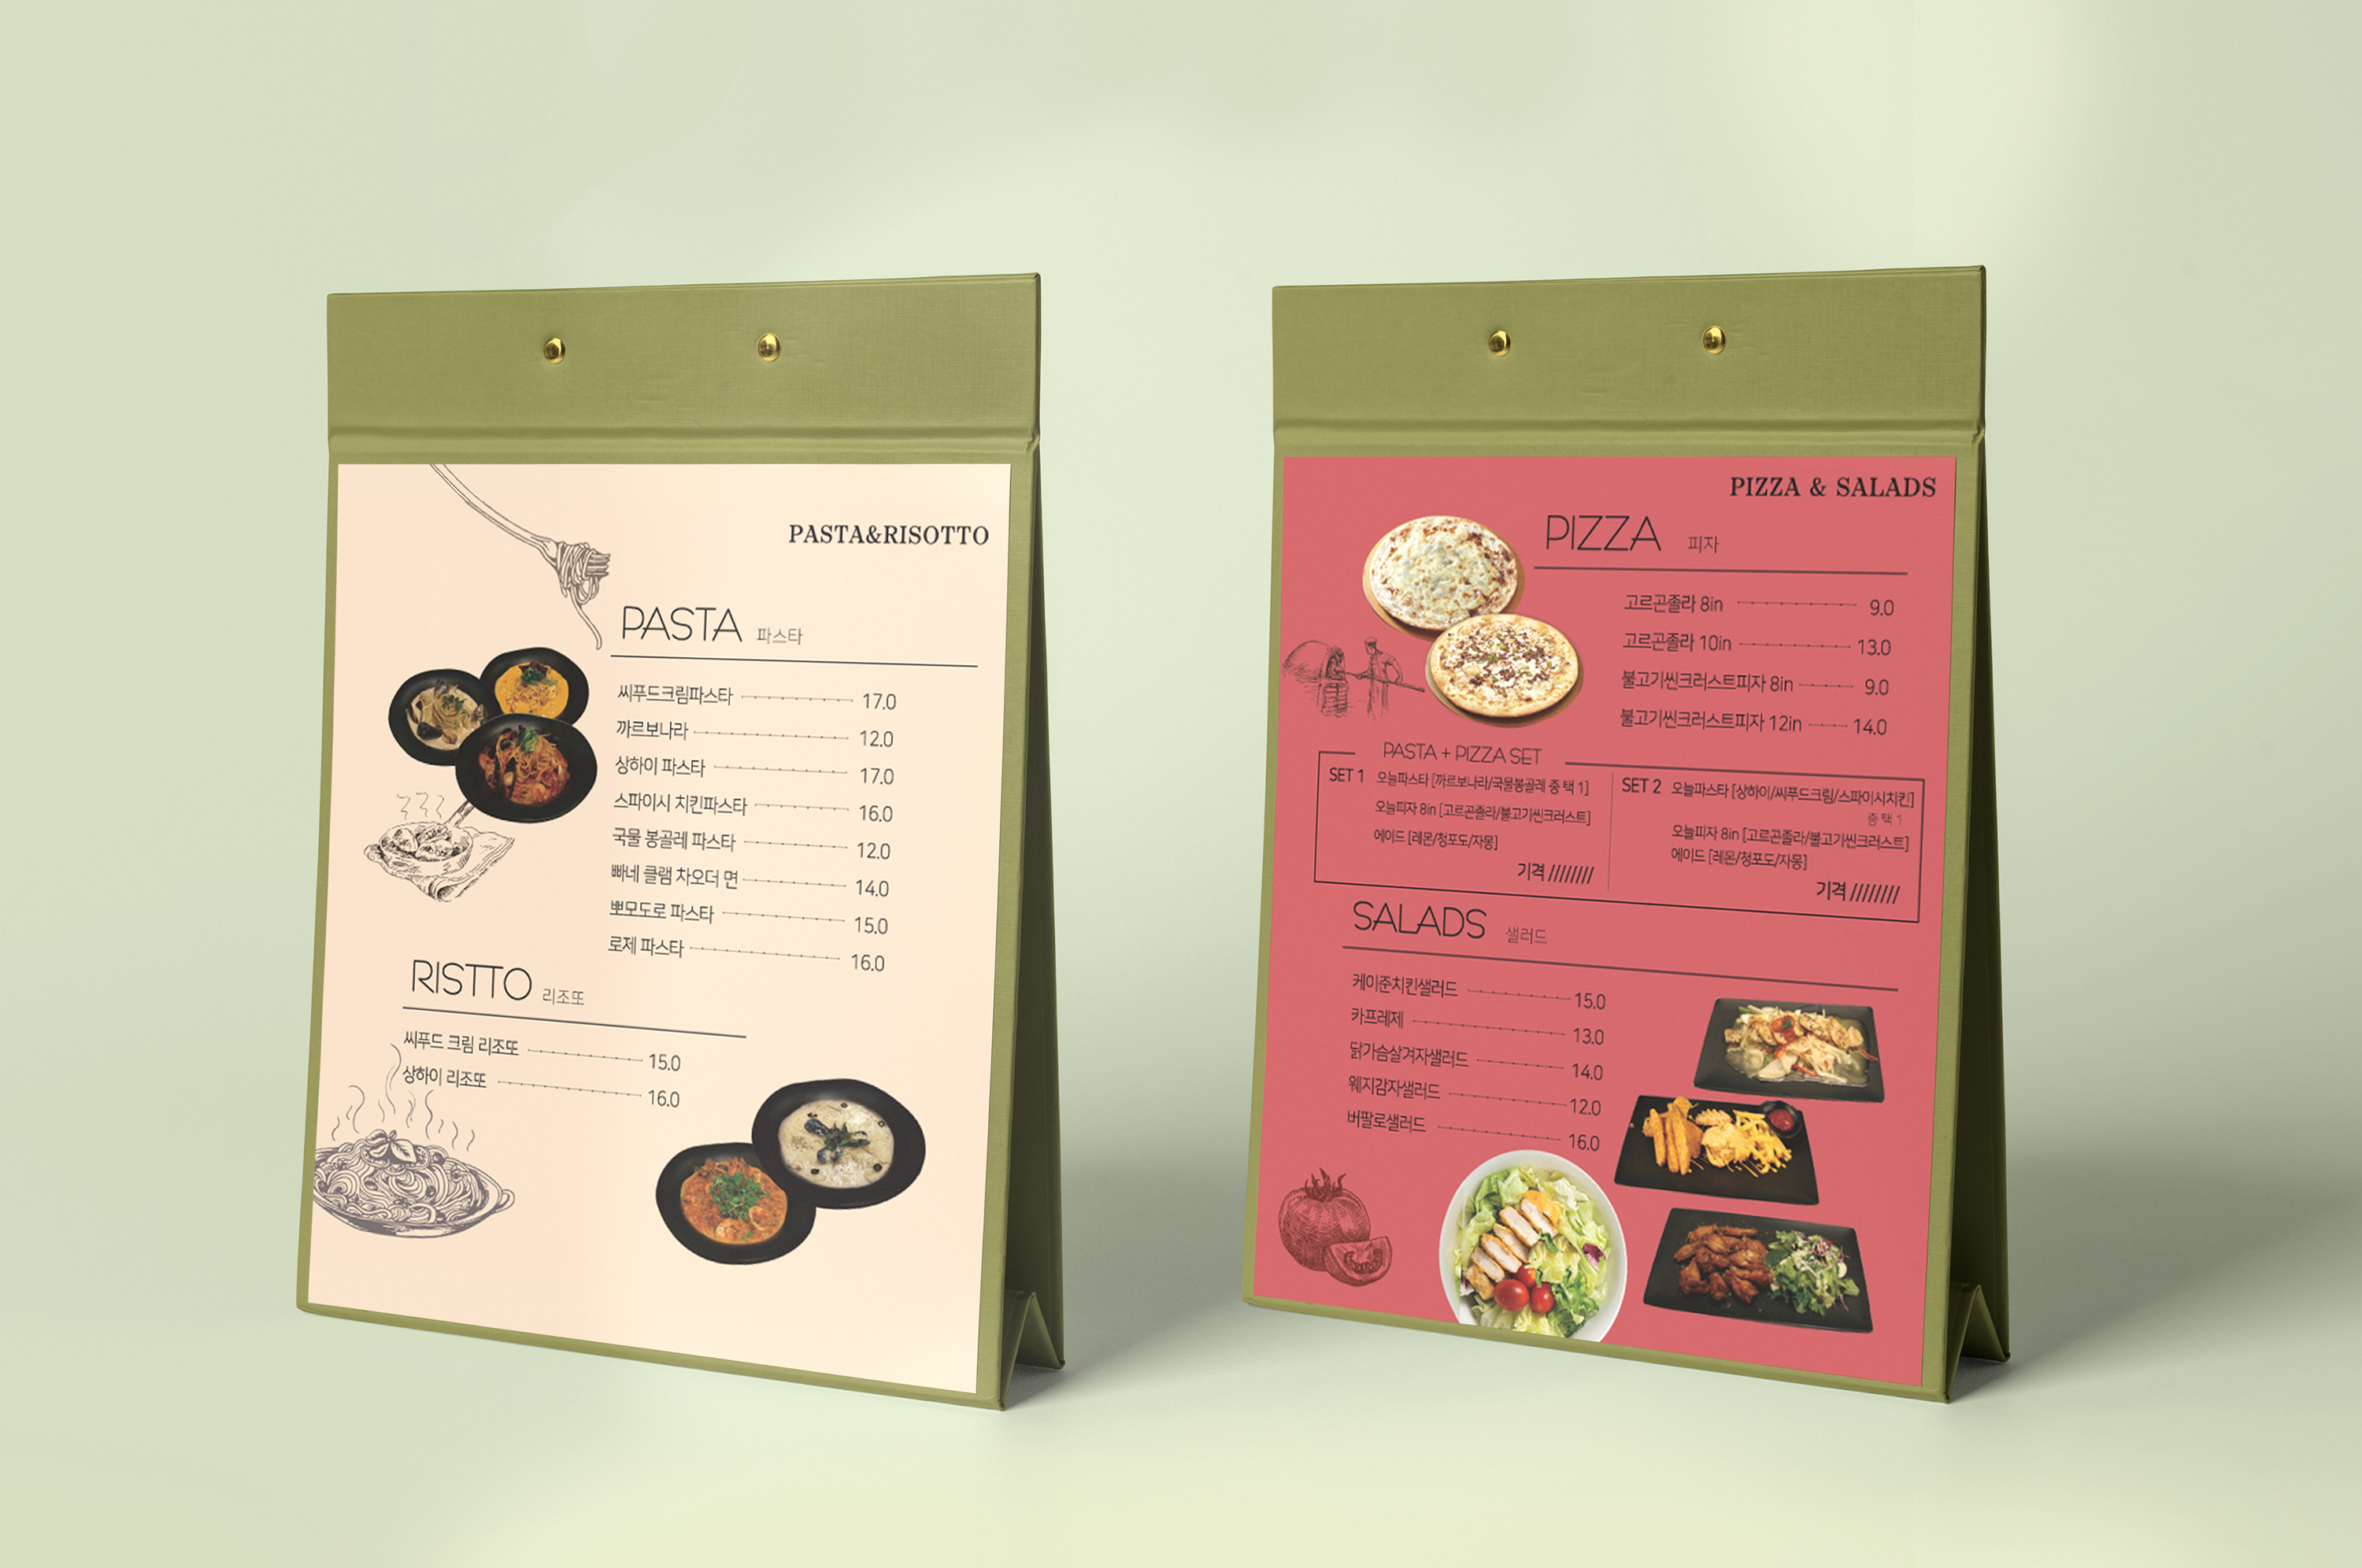 PASTA&RISOTTO
PASTA 파스타
씨푸드크림파스타 17.0
까르보나라 12.0
상하이 파스타 17.0
스파이시 치킨파스타 16.0
국물 봉골레 파스타 12.0
빠네 클램 차오더 면 14.0
뽀모도로 파스타 15.0
로제 파스타 16.0
RISTTO 리조또
씨푸드 크림 리조또 15.0
상하이 리조또 16.0
PIZZA & SALADS
PIZZA 피자
고르곤졸라 8in 9.0
고르곤졸라 10in 13.0
불고기씬크러스트피자 8in 9.0
불고기씬크러스트피자 12in 14.0
PASTA + PIZZA SET
SET 1 오늘파스타 [까르보나라/국물봉골레 중 택 1]
오늘피자 8in [고르곤졸라/불고기씬크러스트]
에이드 [레몬/청포도/자몽]
기격 ////////
SET 2 오늘파스타 [상하이/씨푸드크림/스파이시치킨]
중 택 1
오늘피자 8in [고르곤졸라/불고기씬크러스트]
에이드 [레몬/청포도/자몽]
기격 ////////
SALADS 샐러드
케이준치킨샐러드 15.0
카프레제 13.0
닭가슴살겨자샐러드 14.0
웨지감자샐러드 12.0
버팔로샐러드 16.0